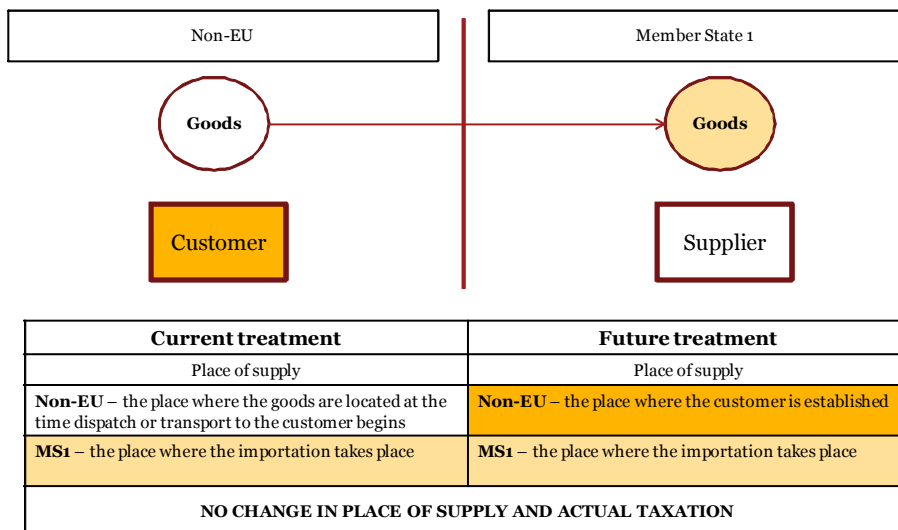 Non-EU
Member State 1
Goods
Goods
Customer
Supplier
Current treatment
Future treatment
Place of supply
Place of supply
Non-EU – the place where the goods are located at the
time dispatch or transport to the customer begins
Non-EU – the place where the customer is established
MS1 – the place where the importation takes place
MS1 – the place where the importation takes place
NO CHANGE IN PLACE OF SUPPLY AND ACTUAL TAXATION